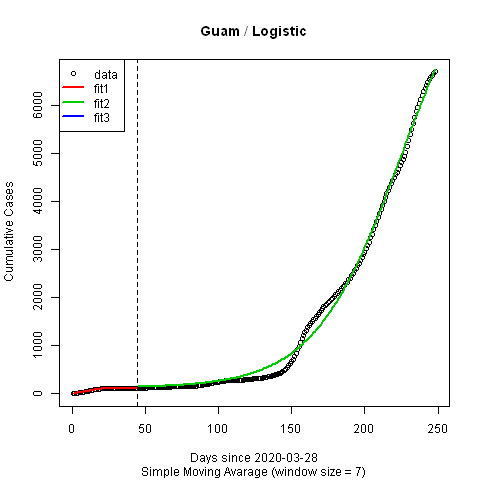 Guam / Logistic
data
fit1
fit2
fit3
Cumulative Cases
0
1000
2000
3000
4000
5000
6000
0 50 100 150 200 250
Days since 2020-03-28
Simple Moving Avarage (window size = 7)